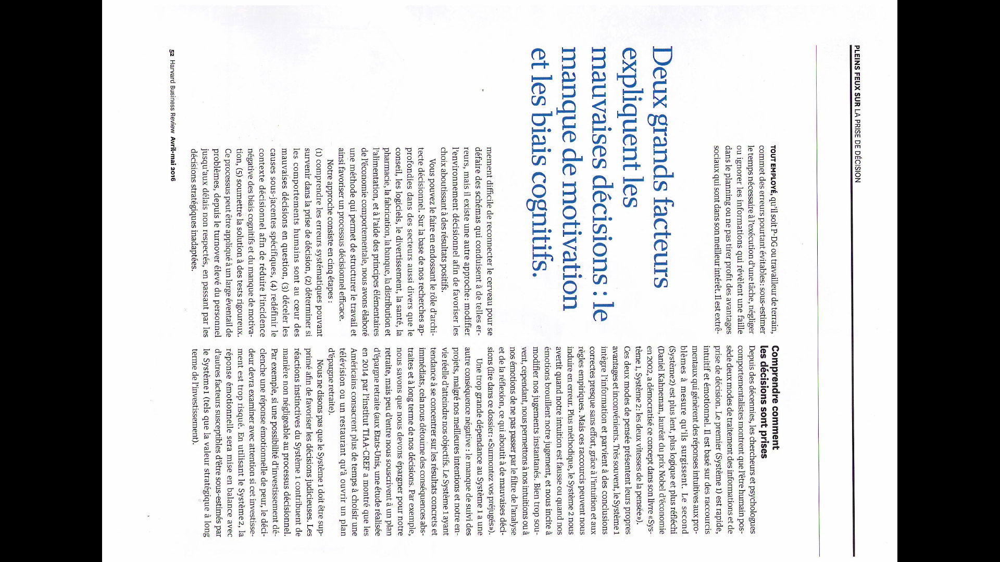 PLEINS FEUX SUR LA PRISE DE DÉCISION
TOUT EMPLOYÉ, qu'il soit P-DG ou travailleur de terrain,
commet des erreurs pourtant évitables : sous-estimer
le temps nécessaire à l'exécution d'une tâche, négliger
ou ignorer les informations qui révèlent une faille
dans le planning ou ne pas tirer profit des avantages
sociaux qui sont dans son meilleur intérêt. Il est extrê-
Deux grands facteurs
expliquent les
mauvaises décisions : le
manque de motivation
et les biais cognitifs.
mement difficile de reconnecter le cerveau pour se
défaire des schémas qui conduisent à de telles er-
reurs, mais il existe une autre approche : modifier
l'environnement décisionnel afin de favoriser les
choix aboutissant à des résultats positifs.
Vous pouvez le faire en endossant le rôle d'archi-
tecte décisionnel. Sur la base de nos recherches ap-
profondies dans des secteurs aussi divers que le
conseil, les logiciels, le divertissement, la santé, la
pharmacie, la fabrication, la banque, la distribution et
l'alimentation, et à l'aide des principes élémentaires
de l'économie comportementale, nous avons élaboré
une méthode qui permet de structurer le travail et
ainsi favoriser un processus décisionnel efficace.
Notre approche consiste en cinq étapes :
(1) comprendre les erreurs systématiques pouvant
survenir dans la prise de décision, (2) déterminer si
les comportements humains sont au cœur des
mauvaises décisions en question, (3) déceler les
causes sous-jacentes spécifiques, (4) redéfinir le
contexte décisionnel afin de réduire l'incidence
négative des biais cognitifs et du manque de motiva-
tion, (5) soumettre la solution à des tests rigoureux.
Ce processus peut être appliqué à un large éventail de
problèmes, depuis le turnover élevé du personnel
jusqu'aux délais non respectés, en passant par les
décisions stratégiques inadaptées.
Comprendre comment
les décisions sont prises
Depuis des décennies, les chercheurs et psychologues
comportementalistes montrent que l'être humain pos-
sède deux modes de traitement des informations et de
prise de décision. Le premier (Système 1) est rapide,
intuitif et émotionnel. Il est basé sur des raccourcis
mentaux qui génèrent des réponses intuitives aux pro-
blèmes à mesure qu'ils surgissent. Le second
(Système 2) est plus lent, plus logique et plus réfléchi
(Daniel Kahneman, lauréat du prix Nobel d'économie
en 2002, a démocratisé ce concept dans son livre «Sys-
tème 1, Système 2 : les deux vitesses de la pensée»).
Ces deux modes de pensée présentent leurs propres
avantages et inconvénients. Très souvent, le Système 1
intègre l'information et parvient à des conclusions
correctes presque sans effort, grâce à l'intuition et aux
règles empiriques. Mais ces raccourcis peuvent nous
induire en erreur. Plus méthodique, le Système 2 nous
avertit quand notre intuition est fausse ou quand nos
émotions brouillent notre jugement, et nous incite à
modifier nos jugements instantanés. Bien trop sou-
vent, cependant, nous permettons à nos intuitions ou à
nos émotions de ne pas passer par le filtre de l'analyse
et de la réflexion, ce qui aboutit à de mauvaises déci-
sions (lire dans ce dossier : «Surmontez vos préjugés»).
Une trop grande dépendance au Système 1 a une
autre conséquence négative : le manque de suivi des
projets, malgré nos meilleures intentions et notre en-
vie réelle d'atteindre nos objectifs. Le Système 1 ayant
tendance à se concentrer sur les résultats concrets et
immédiats, cela nous détourne des conséquences abs-
traites et à long terme de nos décisions. Par exemple,
nous savons que nous devons épargner pour notre
retraite, mais peu d'entre nous souscrivent à un plan
d'épargne retraite (aux Etats-Unis, une étude réalisée
en 2014 par l'institut TIAA-CREF a montré que les
Américains consacrent plus de temps à choisir une
télévision ou un restaurant qu'à ouvrir un plan
d'épargne retraite).
Nous ne disons pas que le Système 1 doit être sup-
primé afin de favoriser les décisions judicieuses. Les
réactions instinctives du Système 1 contribuent de
manière non négligeable au processus décisionnel.
Par exemple, si une possibilité d'investissement dé-
clenche une réponse émotionnelle de peur, le déci-
deur devra examiner avec attention si cet investisse-
ment est trop risqué. En utilisant le Système 2, la
réponse émotionnelle sera mise en balance avec
d'autres facteurs susceptibles d'être sous-estimés par
le Système 1 (tels que la valeur stratégique à long
terme de l'investissement).
52 Harvard Business Review Avril-mai 2016